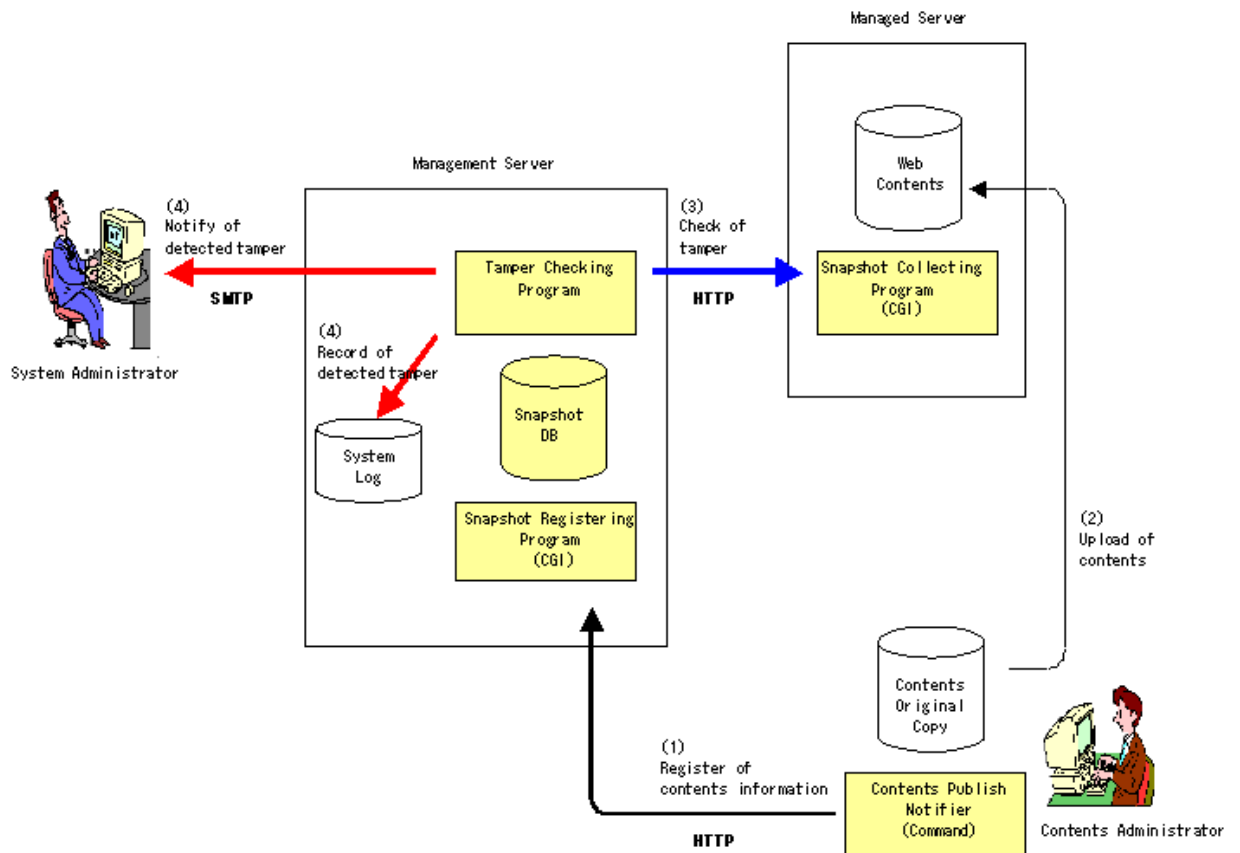 Managed Server
Web
Contents
Management Server
(4)
Notify of
detected tamper
(3)
Check of
tamper
Tamper Checking
Program
Snapshot Collecting
Program
(CGI)
SMTP
HTTP
(4)
Record of
detected tamper
System Administrator
Snapshot
DB
System
Log
Snapshot Registering
Program
(CGI)
(2)
Upload of
contents
Contents
Original
Copy
(1)
Register of
contents information
Contents Publish
Notifier
(Command)
Contents Administrator
HTTP